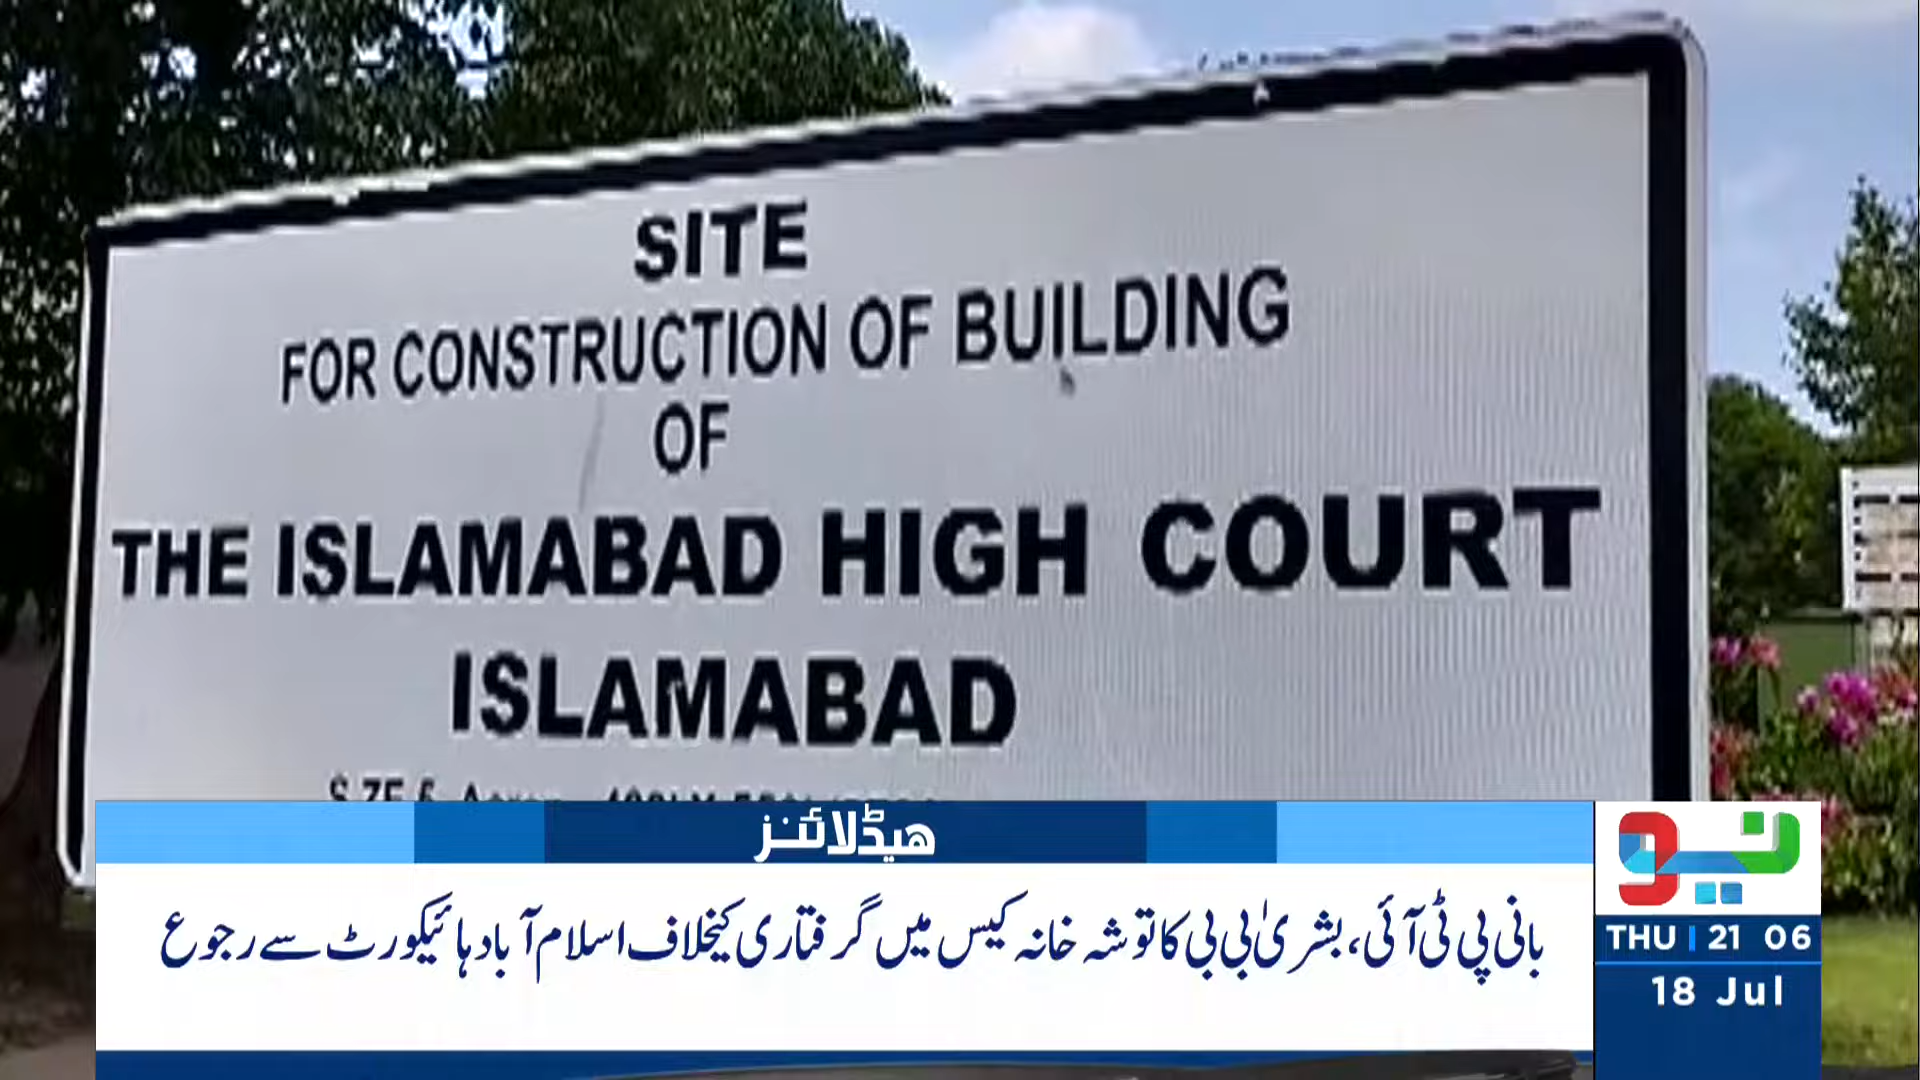 SITE
FOR CONSTRUCTION OF BUILDING
OF
THE ISLAMABAD HIGH COURT
ISLAMABAD
ہیڈلائنز
بانی پی ٹی آئی، بشریٰ بی بی کا توشہ خانہ کیس میں گرفتاری کیخلاف اسلام آباد ہائیکورٹ سے رجوع
نیو
THU 21 06
18 Jul